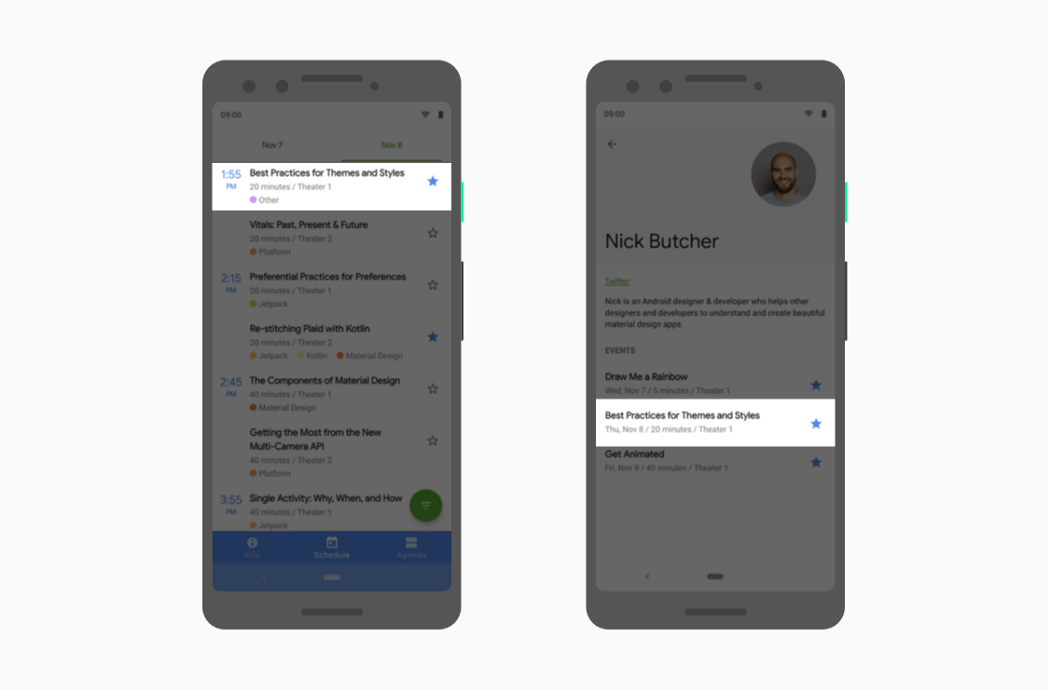 09:00
Nov 7 Nov 8
1:55 PM Best Practices for Themes and Styles
20 minutes / Theater 1
Other
Vitals: Past, Present & Future
20 minutes / Theater 2
Platform
2:15 PM Preferential Practices for Preferences
20 minutes / Theater 1
Jetpack
Re-stitching Plaid with Kotlin
20 minutes / Theater 2
Jetpack Kotlin Material Design
2:45 PM The Components of Material Design
40 minutes / Theater 1
Material Design
Getting the Most from the New
Multi-Camera API
40 minutes / Theater 2
Platform
3:55 PM Single Activity: Why, When, and How
40 minutes / Theater 1
Jetpack
Info Schedule Agenda
09:00
Nick Butcher
Twitter
Nick is an Android designer & developer who helps other
designers and developers to understand and create beautiful
material design apps.
EVENTS
Draw Me a Rainbow
Wed, Nov 7 / 5 minutes / Theater 1
Best Practices for Themes and Styles
Thu, Nov 8 / 20 minutes / Theater 1
Get Animated
Fri, Nov 9 / 40 minutes / Theater 1